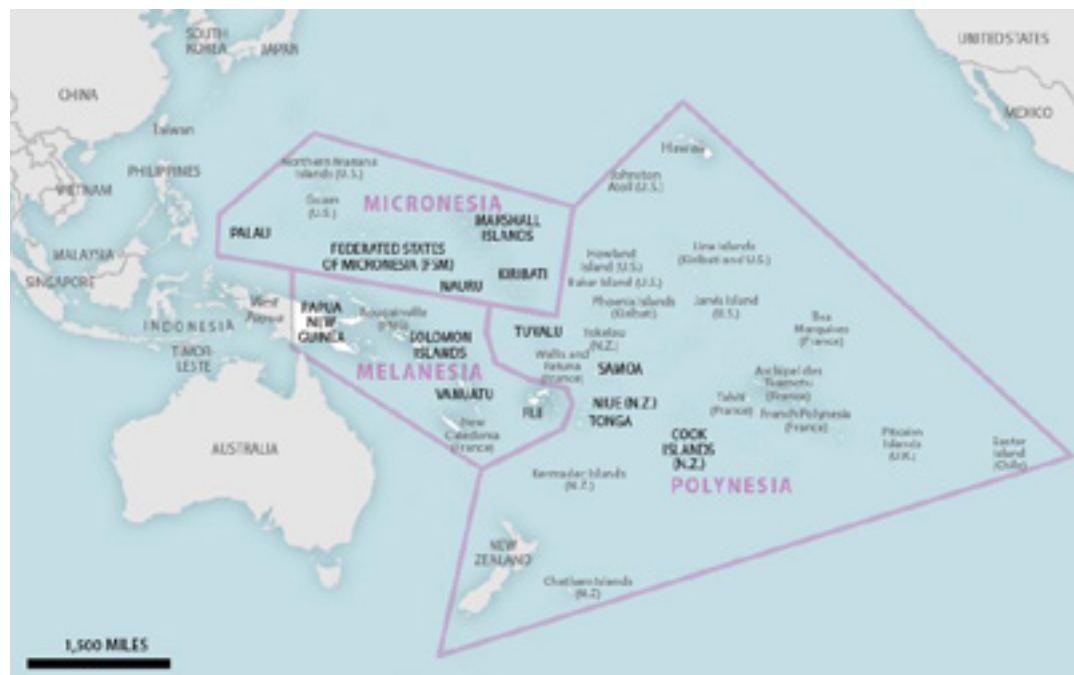 SOUTH
KOREA
JAPAN
UNITED STATES
CHINA
MEXICO
Taiwan
Hawaii
Northern Mariana
Islands (U.S.)
PHILIPPINES
Johnston
Atoll (U.S.)
VIETNAM
Guam
(U.S.)
MICRONESIA
MARSHALL
ISLANDS
PALAU
FEDERATED STATES
OF MICRONESIA (FSM)
Howland
Island (U.S.)
Line Islands
(Kiribati and U.S.)
MALAYSIA
KIRIBATI
Baker Island (U.S.)
SINGAPORE
NAURU
West
Papua
PAPUA
NEW
GUINEA
Bougainville
(PNG)
Phoenix Islands
(Kiribati)
Jarvis Island
(U.S.)
INDONESIA
SOLOMON
ISLANDS
TUVALU
Tokelau
(N.Z.)
Marquises
(France)
TIMOR-
LESTE
Wallis and
Futuna
(France)
SAMOA
MELANESIA
Archipel des
Tuamotu
(France)
VANUATU
FIJI
NIUE (N.Z.)
TONGA
Tahiti
(France)
French Polynesia
(France)
New
Caledonia
(France)
AUSTRALIA
COOK
ISLANDS
(N.Z.)
Pitcairn
Islands
(U.K.)
Easter
Island
(Chile)
Kermadec Islands
(N.Z.)
POLYNESIA
NEW
ZEALAND
Chatham Islands
(N.Z)
1,500 MILES